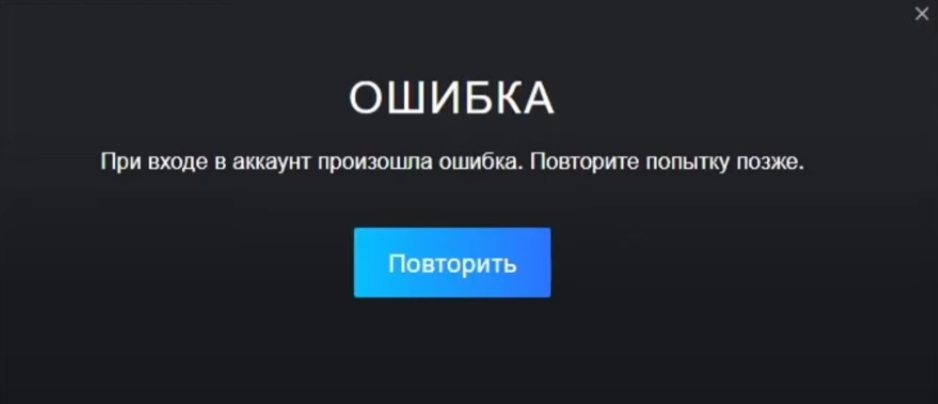 ОШИБКА
При входе в аккаунт произошла ошибка. Повторите попытку позже.
Повторить